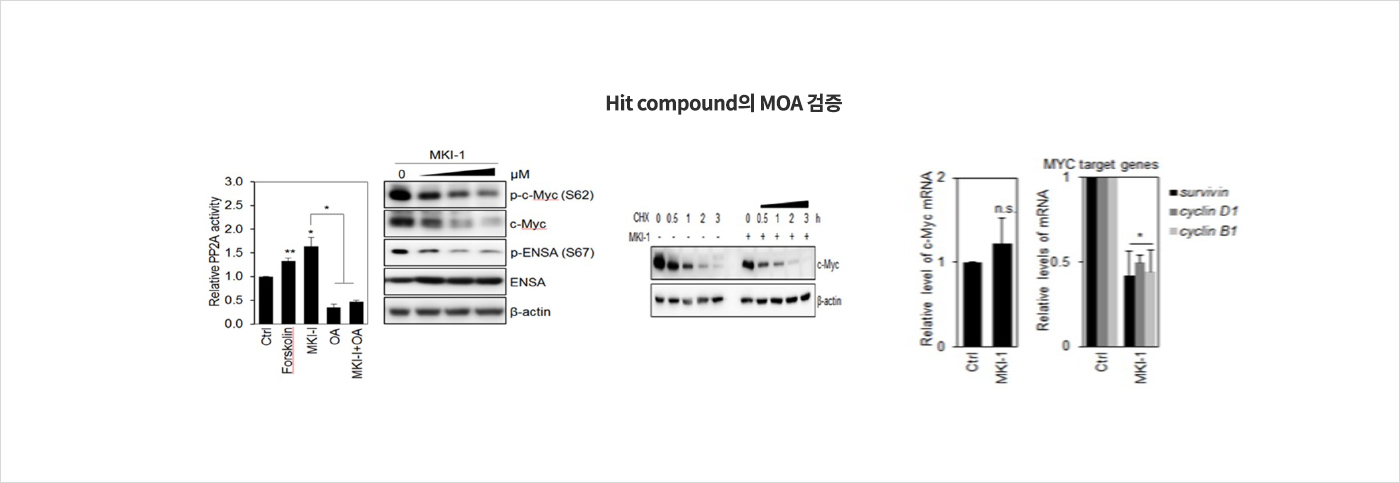 Hit compound의 MOA 검증
Relative PP2A activity
3.0
2.5
2.0
1.5
1.0
0.5
0.0
*
**
*
Ctrl
Forskolin
MKI-I
OA
MKI-I+OA
MKI-1
0 μM
p-c-Myc (S62)
c-Myc
p-ENSA (S67)
ENSA
β-actin
CHX 0 0.5 1 2 3 0 0.5 1 2 3 h
MKI-1 - - - - - + + + + +
c-Myc
β-actin
Relative level of c-Myc mRNA
2
1
0
n.s.
Ctrl
MKI-1
MYC target genes
Relative levels of mRNA
1
0.5
0
*
Ctrl
MKI-1
survivin
cyclin D1
cyclin B1